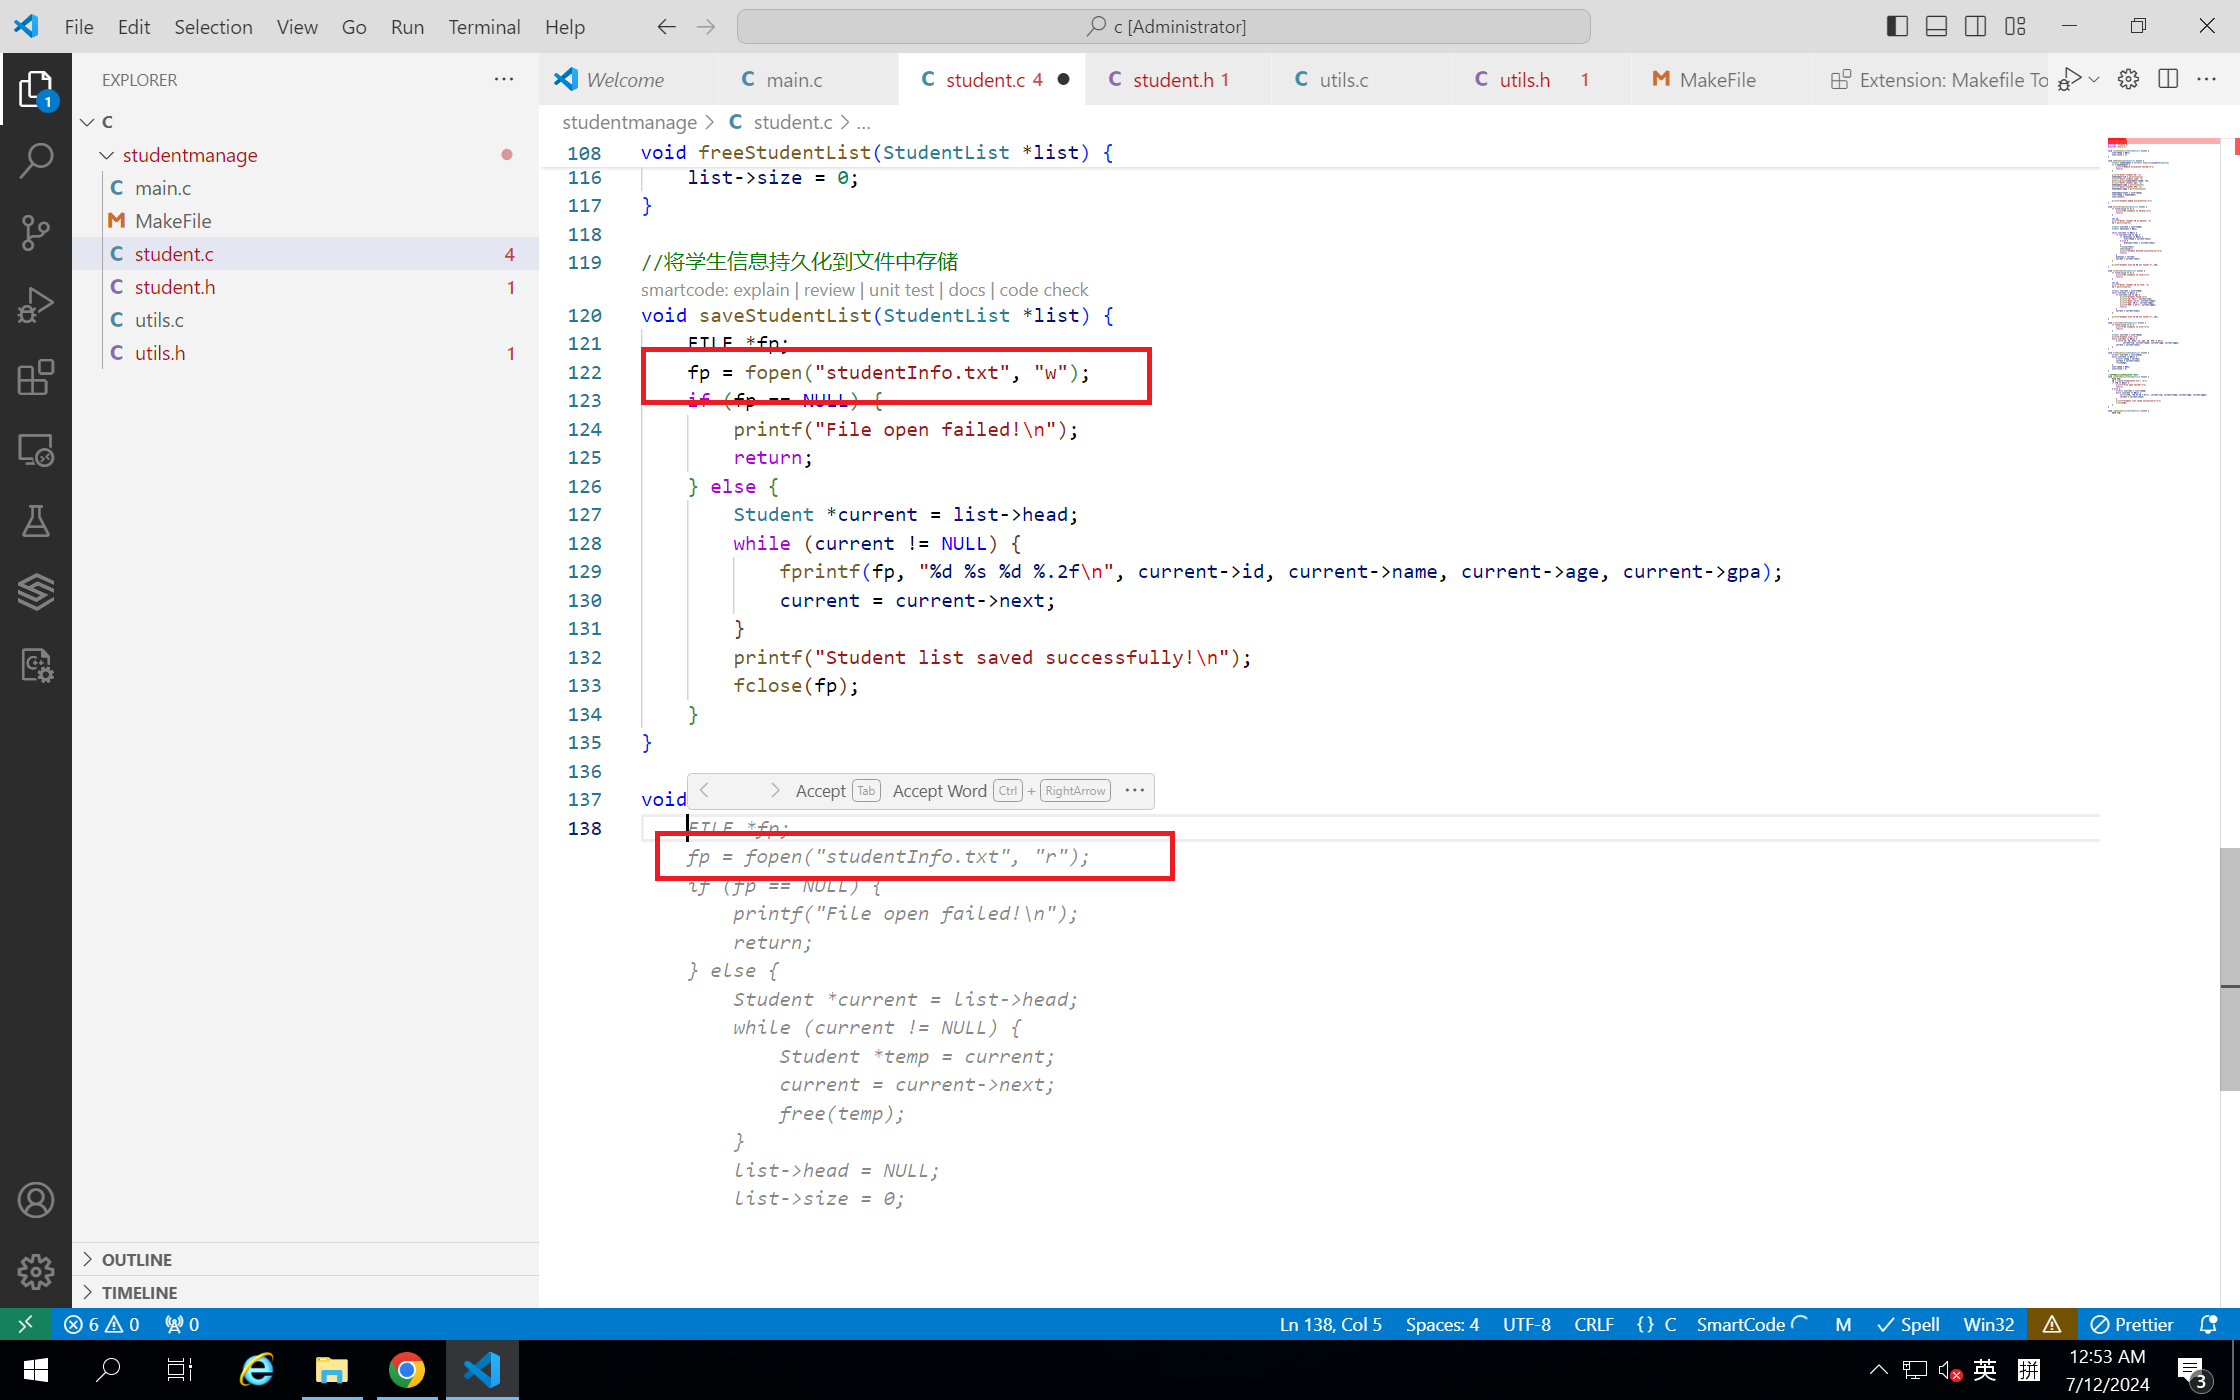 File Edit Selection View Go Run Terminal Help
c [Administrator]
EXPLORER
Welcome
C main.c
C student.c 4
C student.h 1
C utils.c
C utils.h 1
M MakeFile
Extension: Makefile To
C
studentmanage
C main.c
M MakeFile
C student.c 4
C student.h 1
C utils.c
C utils.h 1
studentmanage > C student.c > ...
108 void freeStudentList(StudentList *list) {
116 list->size = 0;
117 }
118
119 //将学生信息持久化到文件中存储
smartcode: explain | review | unit test | docs | code check
120 void saveStudentList(StudentList *list) {
121 FILE *fp;
122 fp = fopen("studentInfo.txt", "w");
123 if (fp == NULL) {
124 printf("File open failed!\n");
125 return;
126 } else {
127 Student *current = list->head;
128 while (current != NULL) {
129 fprintf(fp, "%d %s %d %.2f\n", current->id, current->name, current->age, current->gpa);
130 current = current->next;
131 }
132 printf("Student list saved successfully!\n");
133 fclose(fp);
134 }
135 }
136
Accept Tab Accept Word Ctrl + RightArrow ...
137 void
138 FILE *fp;
fp = fopen("studentInfo.txt", "r");
if (fp == NULL) {
printf("File open failed!\n");
return;
} else {
Student *current = list->head;
while (current != NULL) {
Student *temp = current;
current = current->next;
free(temp);
}
list->head = NULL;
list->size = 0;
1
OUTLINE
TIMELINE
6 0 0
Ln 138, Col 5 Spaces: 4 UTF-8 CRLF {} C SmartCode M Spell Win32 Prettier
英 拼
12:53 AM
7/12/2024
3